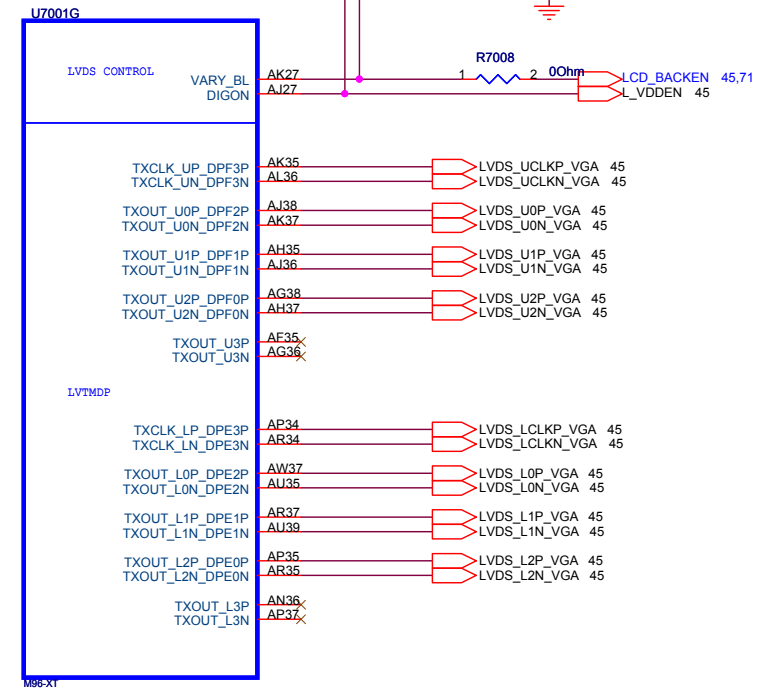 U7001G
LVDS CONTROL
R7008
VARY_BL AK27 1 2 0Ohm LCD_BACKEN 45,71
DIGON AJ27 L_VDDEN 45
TXCLK_UP_DPF3P AK35 LVDS_UCLKP_VGA 45
TXCLK_UN_DPF3N AL36 LVDS_UCLKN_VGA 45
TXOUT_U0P_DPF2P AJ38 LVDS_U0P_VGA 45
TXOUT_U0N_DPF2N AK37 LVDS_U0N_VGA 45
TXOUT_U1P_DPF1P AH35 LVDS_U1P_VGA 45
TXOUT_U1N_DPF1N AJ36 LVDS_U1N_VGA 45
TXOUT_U2P_DPF0P AG38 LVDS_U2P_VGA 45
TXOUT_U2N_DPF0N AH37 LVDS_U2N_VGA 45
TXOUT_U3P AF35
TXOUT_U3N AG36
LVTMDP
TXCLK_LP_DPE3P AP34 LVDS_LCLKP_VGA 45
TXCLK_LN_DPE3N AR34 LVDS_LCLKN_VGA 45
TXOUT_L0P_DPE2P AW37 LVDS_L0P_VGA 45
TXOUT_L0N_DPE2N AU35 LVDS_L0N_VGA 45
TXOUT_L1P_DPE1P AR37 LVDS_L1P_VGA 45
TXOUT_L1N_DPE1N AU39 LVDS_L1N_VGA 45
TXOUT_L2P_DPE0P AP35 LVDS_L2P_VGA 45
TXOUT_L2N_DPE0N AR35 LVDS_L2N_VGA 45
TXOUT_L3P AN36
TXOUT_L3N AP37
M96-XT